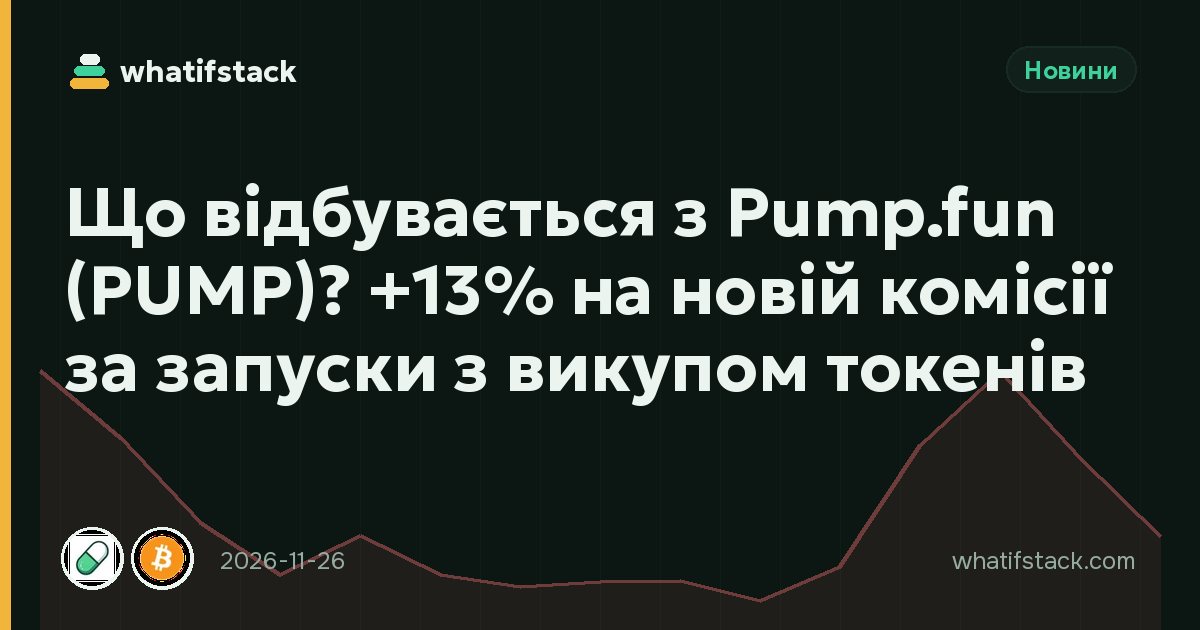 whatifstack
Новини
Що відбувається з Pump.fun
(PUMP)? +13% на новій комісії
за запуски з викупом токенів
2026-11-26
whatifstack.com